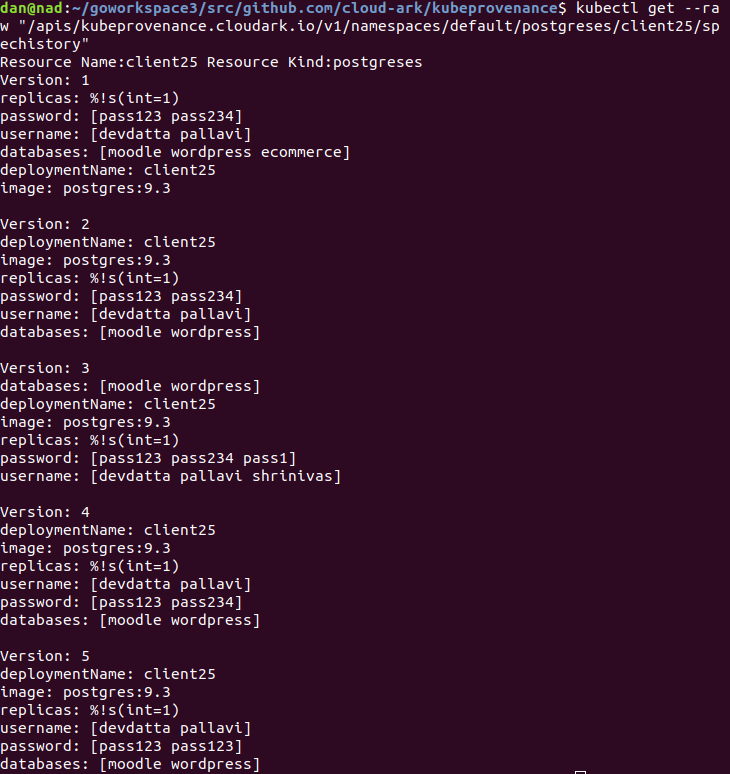 dan@nad:~/goworkspace3/src/github.com/cloud-ark/kubeprovenance$ kubectl get --ra
w "/apis/kubeprovenance.cloudark.io/v1/namespaces/default/postgreses/client25/sp
echistory"
Resource Name:client25 Resource Kind:postgreses
Version: 1
replicas: %!s(int=1)
password: [pass123 pass234]
username: [devdatta pallavi]
databases: [moodle wordpress ecommerce]
deploymentName: client25
image: postgres:9.3

Version: 2
deploymentName: client25
image: postgres:9.3
replicas: %!s(int=1)
password: [pass123 pass234]
username: [devdatta pallavi]
databases: [moodle wordpress]

Version: 3
databases: [moodle wordpress]
deploymentName: client25
image: postgres:9.3
replicas: %!s(int=1)
password: [pass123 pass234 pass1]
username: [devdatta pallavi shrinivas]

Version: 4
deploymentName: client25
image: postgres:9.3
replicas: %!s(int=1)
username: [devdatta pallavi]
password: [pass123 pass234]
databases: [moodle wordpress]

Version: 5
deploymentName: client25
image: postgres:9.3
replicas: %!s(int=1)
username: [devdatta pallavi]
password: [pass123 pass123]
databases: [moodle wordpress]